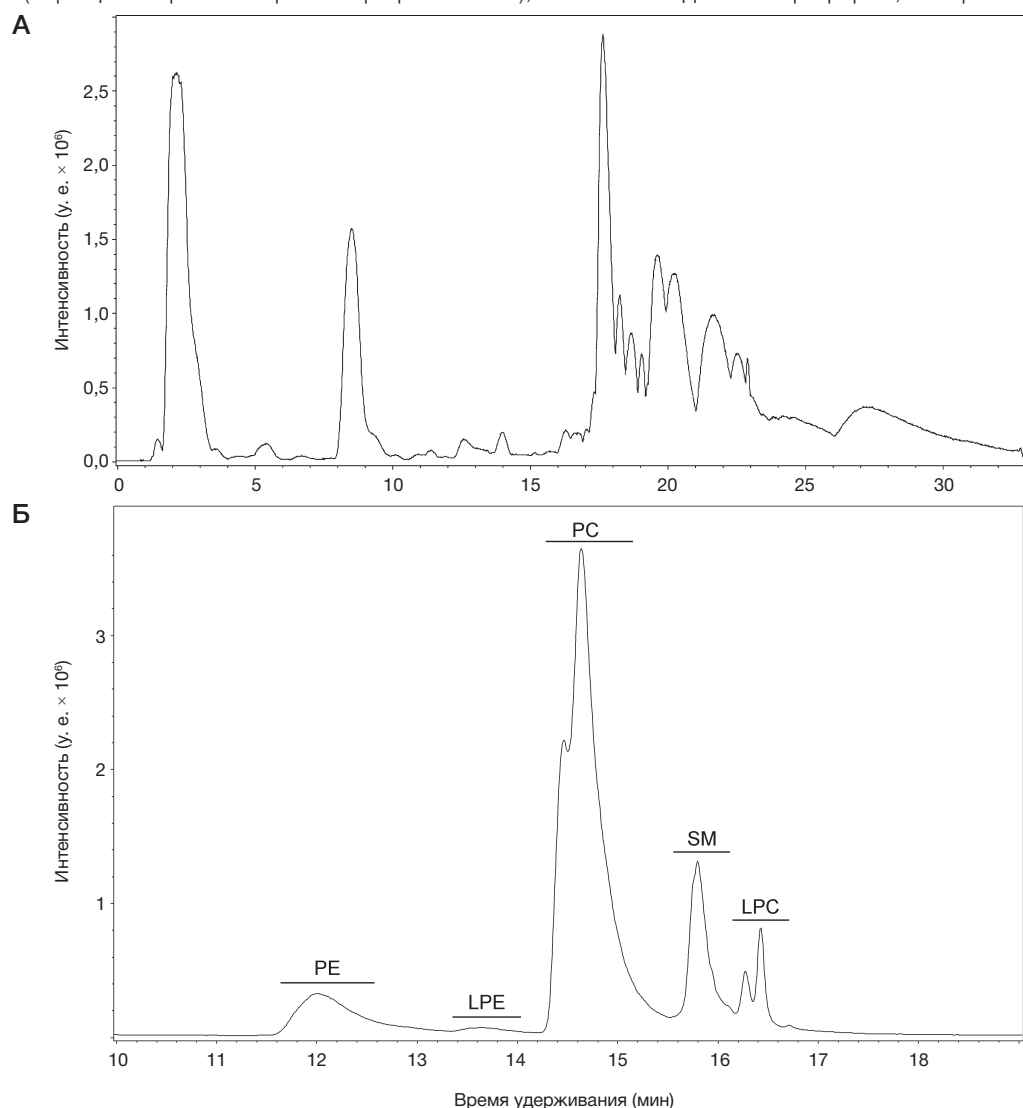 А
Интенсивность (у. е. × 10⁶)
2,5
2,0
1,5
1,0
0,5
0,0
0 5 10 15 20 25 30
Б
Интенсивность (у. е. × 10⁶)
3
2
1
PC
SM
LPC
PE
LPE
10 11 12 13 14 15 16 17 18
Время удерживания (мин)